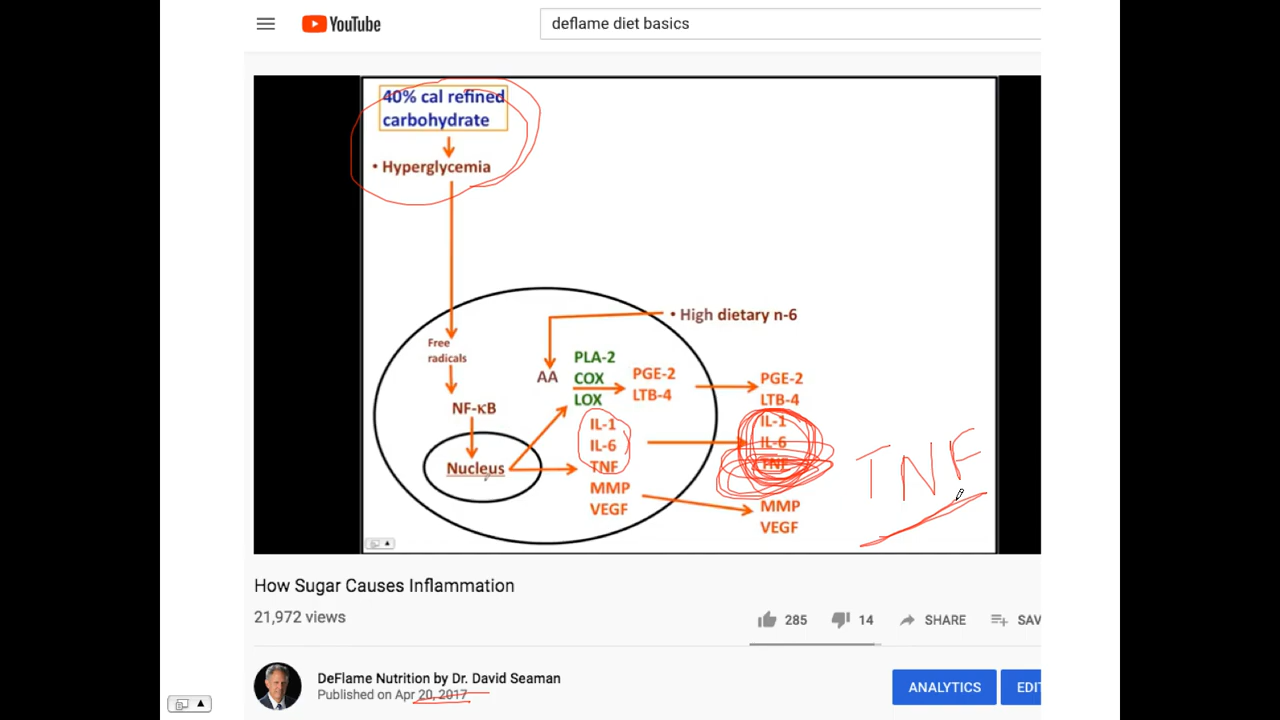 YouTube
deflame diet basics
40% cal refined
carbohydrate
• Hyperglycemia
• High dietary n-6
Free
radicals
AA
PLA-2
COX
LOX
PGE-2
LTB-4
PGE-2
LTB-4
NF-κB
Nucleus
IL-1
IL-6
TNF
MMP
VEGF
IL-1
IL-6
TNF
MMP
VEGF
TNF
How Sugar Causes Inflammation
21,972 views
285
14
SHARE
SAV
DeFlame Nutrition by Dr. David Seaman
Published on Apr 20, 2017
ANALYTICS
EDI